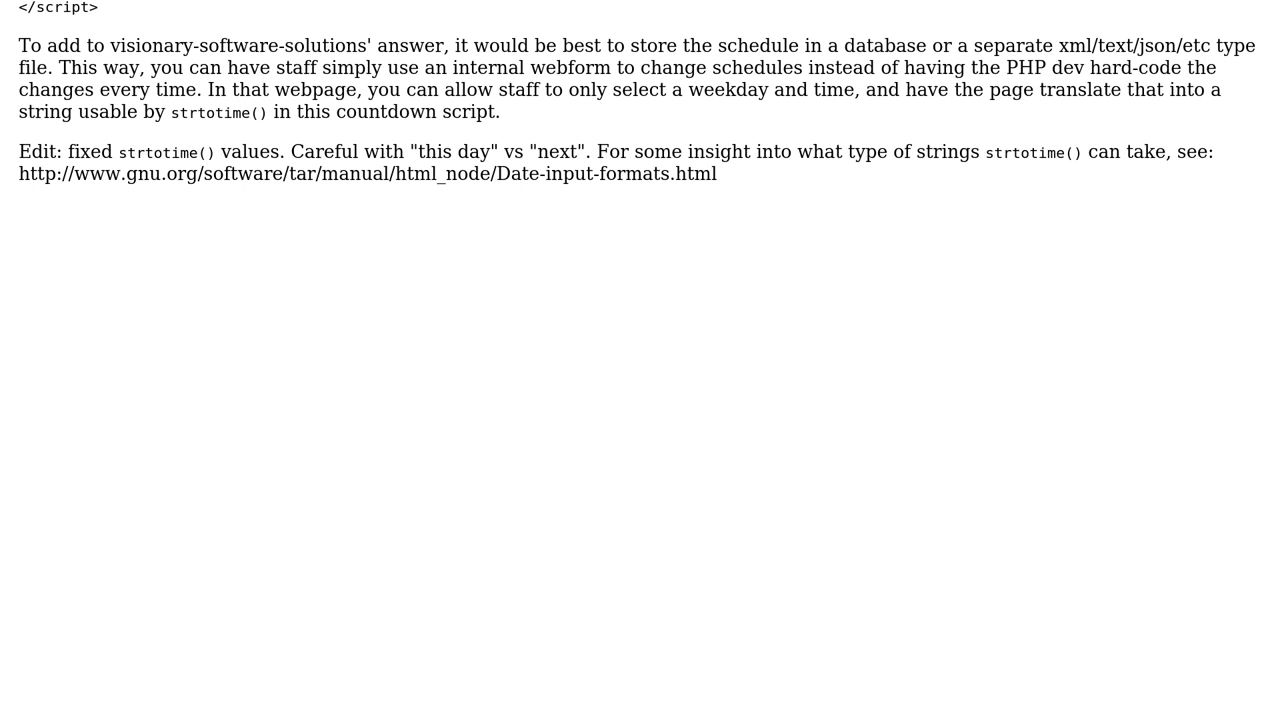 </script>
To add to visionary-software-solutions' answer, it would be best to store the schedule in a database or a separate xml/text/json/etc type
file. This way, you can have staff simply use an internal webform to change schedules instead of having the PHP dev hard-code the
changes every time. In that webpage, you can allow staff to only select a weekday and time, and have the page translate that into a
string usable by strtotime() in this countdown script.
Edit: fixed strtotime() values. Careful with "this day" vs "next". For some insight into what type of strings strtotime() can take, see:
http://www.gnu.org/software/tar/manual/html_node/Date-input-formats.html